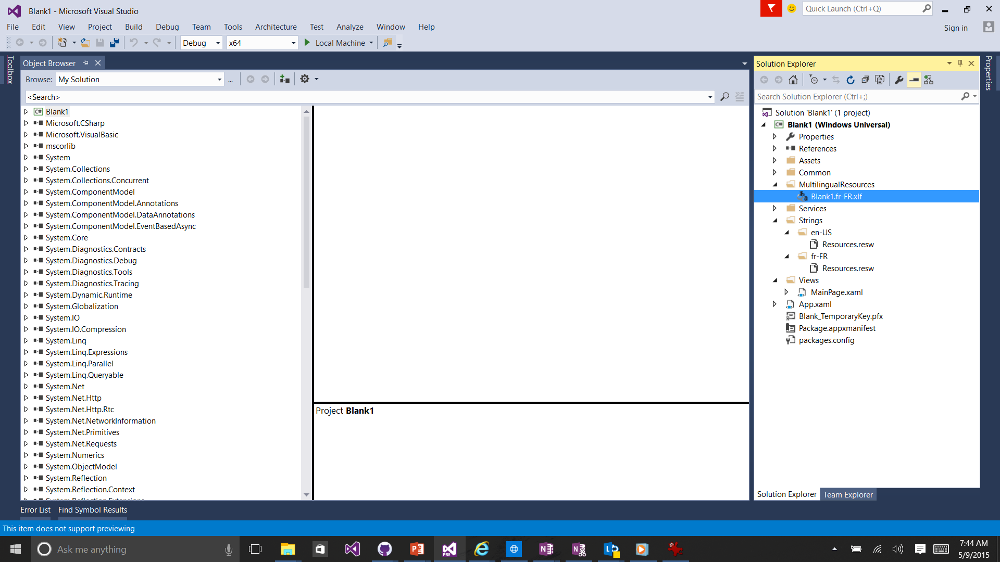 Blank1 - Microsoft Visual Studio
Quick Launch (Ctrl+Q)
File Edit View Project Build Debug Team Tools Architecture Test Analyze Window Help
Sign in
Debug x64 Local Machine
Toolbox
Object Browser
Browse: My Solution ...
<Search>
Blank1
Microsoft.CSharp
Microsoft.VisualBasic
mscorlib
System
System.Collections
System.Collections.Concurrent
System.ComponentModel
System.ComponentModel.Annotations
System.ComponentModel.DataAnnotations
System.ComponentModel.EventBasedAsync
System.Core
System.Diagnostics.Contracts
System.Diagnostics.Debug
System.Diagnostics.Tools
System.Diagnostics.Tracing
System.Dynamic.Runtime
System.Globalization
System.IO
System.IO.Compression
System.Linq
System.Linq.Expressions
System.Linq.Parallel
System.Linq.Queryable
System.Net
System.Net.Http
System.Net.Http.Rtc
System.Net.NetworkInformation
System.Net.Primitives
System.Net.Requests
System.Numerics
System.ObjectModel
System.Reflection
System.Reflection.Context
System.Reflection.Extensions
Project Blank1
Solution Explorer
Search Solution Explorer (Ctrl+;)
Solution 'Blank1' (1 project)
Blank1 (Windows Universal)
Properties
References
Assets
Common
MultilingualResources
Blank1.fr-FR.xlf
Services
Strings
en-US
Resources.resw
fr-FR
Resources.resw
Views
MainPage.xaml
App.xaml
Blank_TemporaryKey.pfx
Package.appxmanifest
packages.config
Solution Explorer Team Explorer
Properties
Error List Find Symbol Results
This item does not support previewing
Ask me anything
7:44 AM
5/9/2015